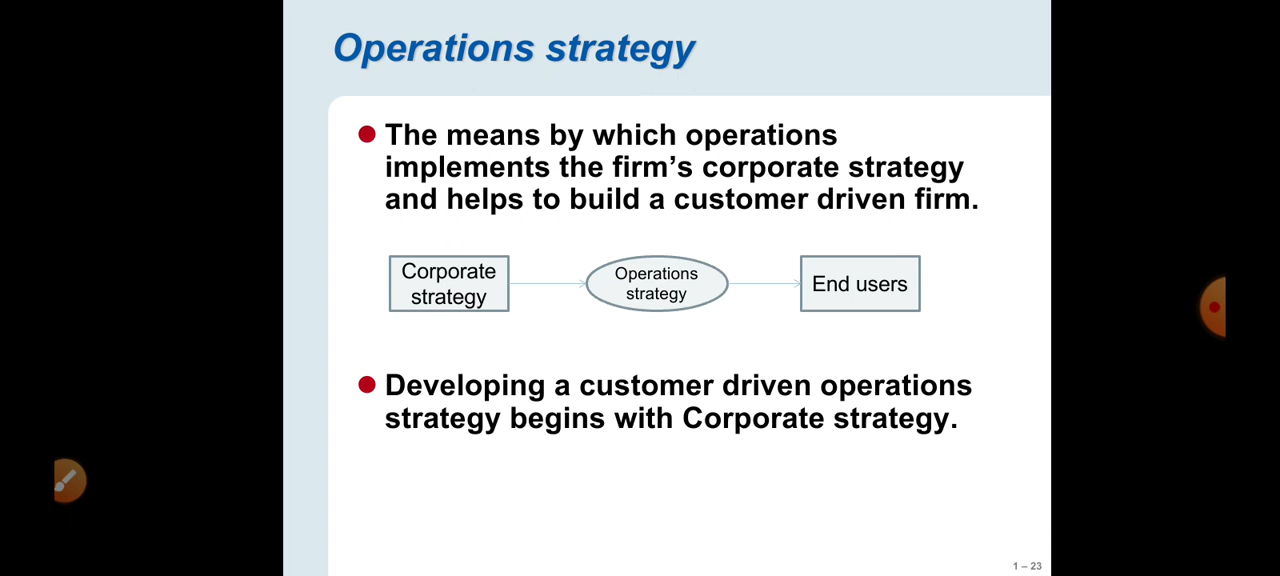 Operations strategy
The means by which operations
implements the firm's corporate strategy
and helps to build a customer driven firm.
Corporate
strategy
Operations
strategy
End users
Developing a customer driven operations
strategy begins with Corporate strategy.
1 – 23